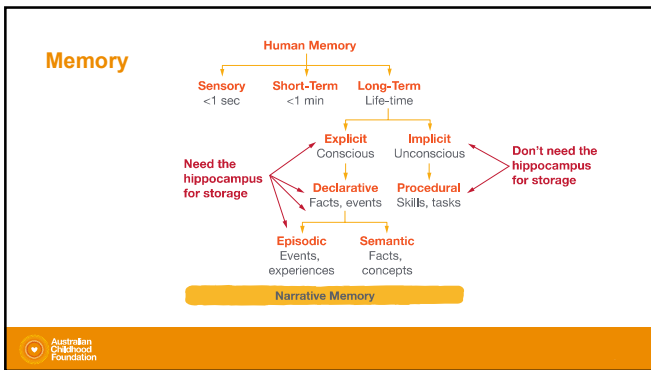 Memory
Human Memory
Sensory
<1 sec
Short-Term
<1 min
Long-Term
Life-time
Explicit
Conscious
Implicit
Unconscious
Need the
hippocampus
for storage
Don't need the
hippocampus
for storage
Declarative
Facts, events
Procedural
Skills, tasks
Episodic
Events,
experiences
Semantic
Facts,
concepts
Narrative Memory
Australian
Childhood
Foundation